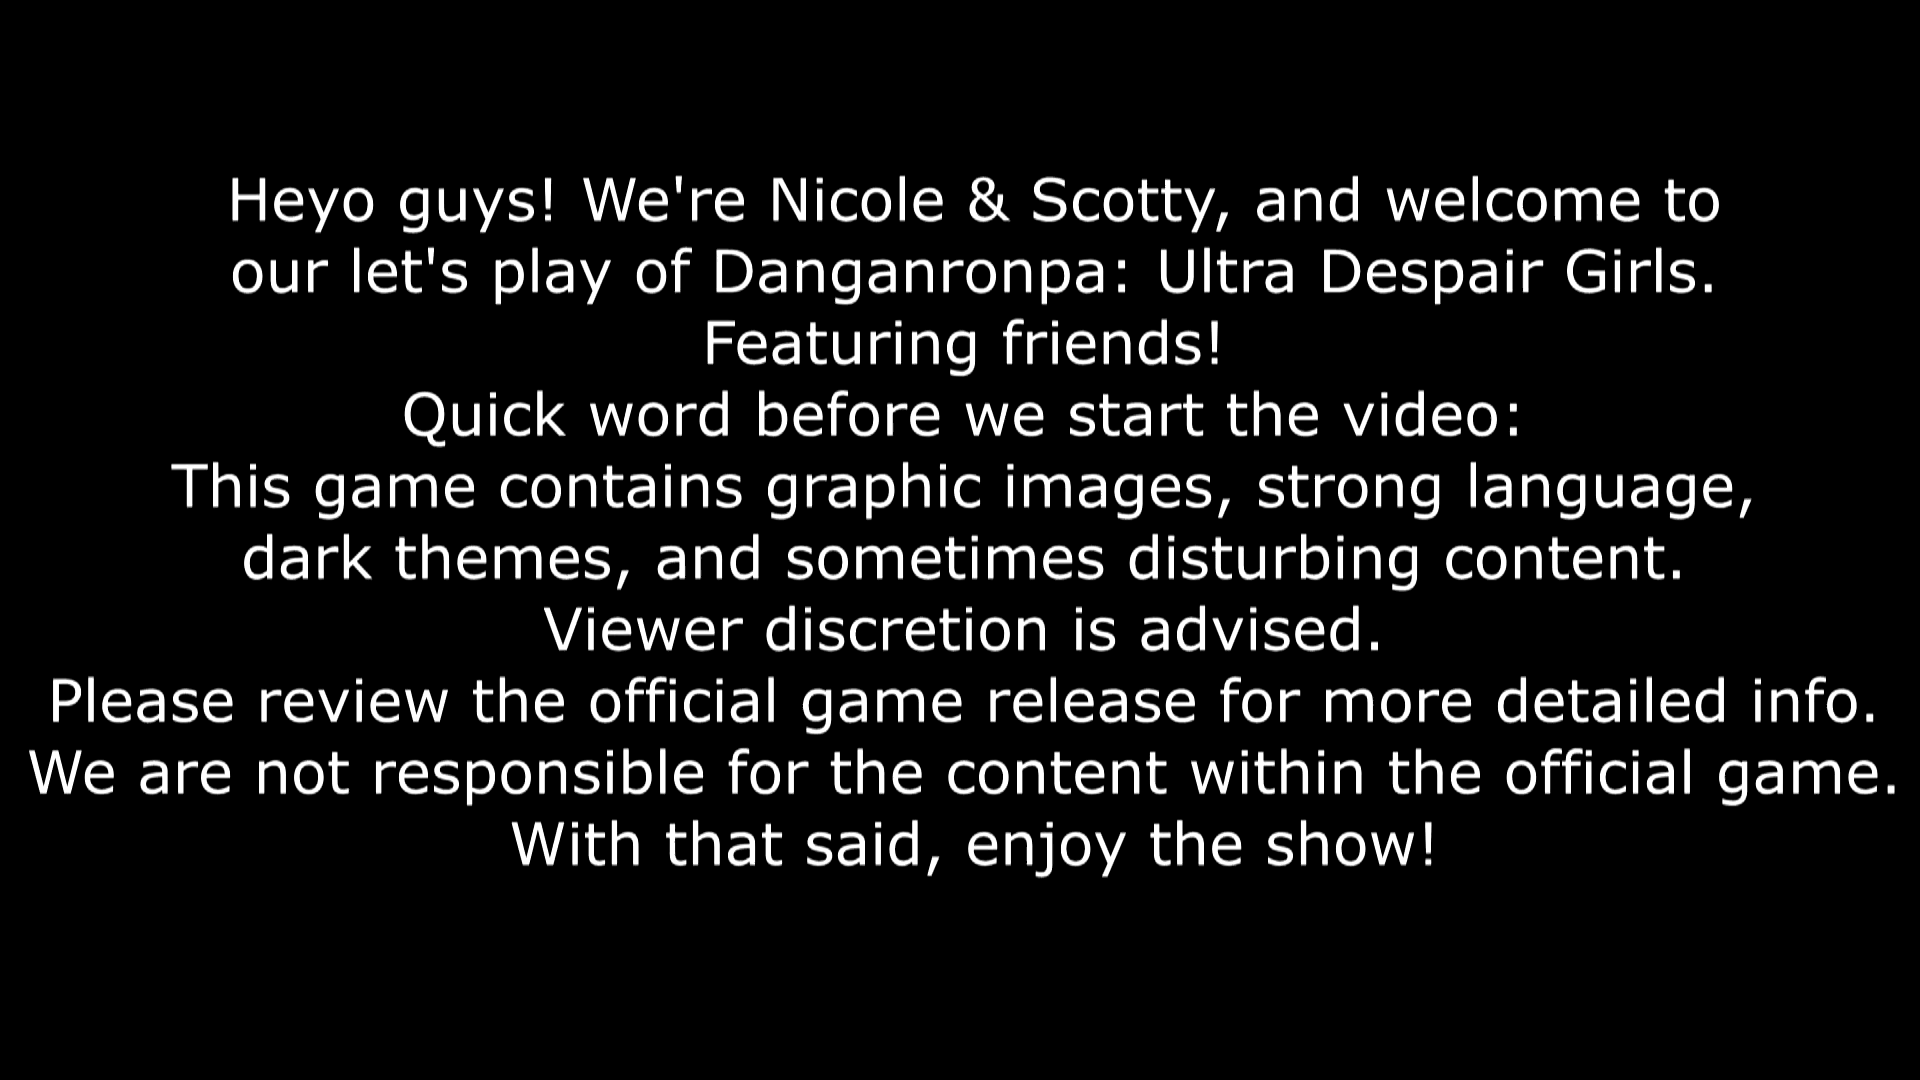 Heyo guys! We're Nicole & Scotty, and welcome to
our let's play of Danganronpa: Ultra Despair Girls.
Featuring friends!
Quick word before we start the video:
This game contains graphic images, strong language,
dark themes, and sometimes disturbing content.
Viewer discretion is advised.
Please review the official game release for more detailed info.
We are not responsible for the content within the official game.
With that said, enjoy the show!